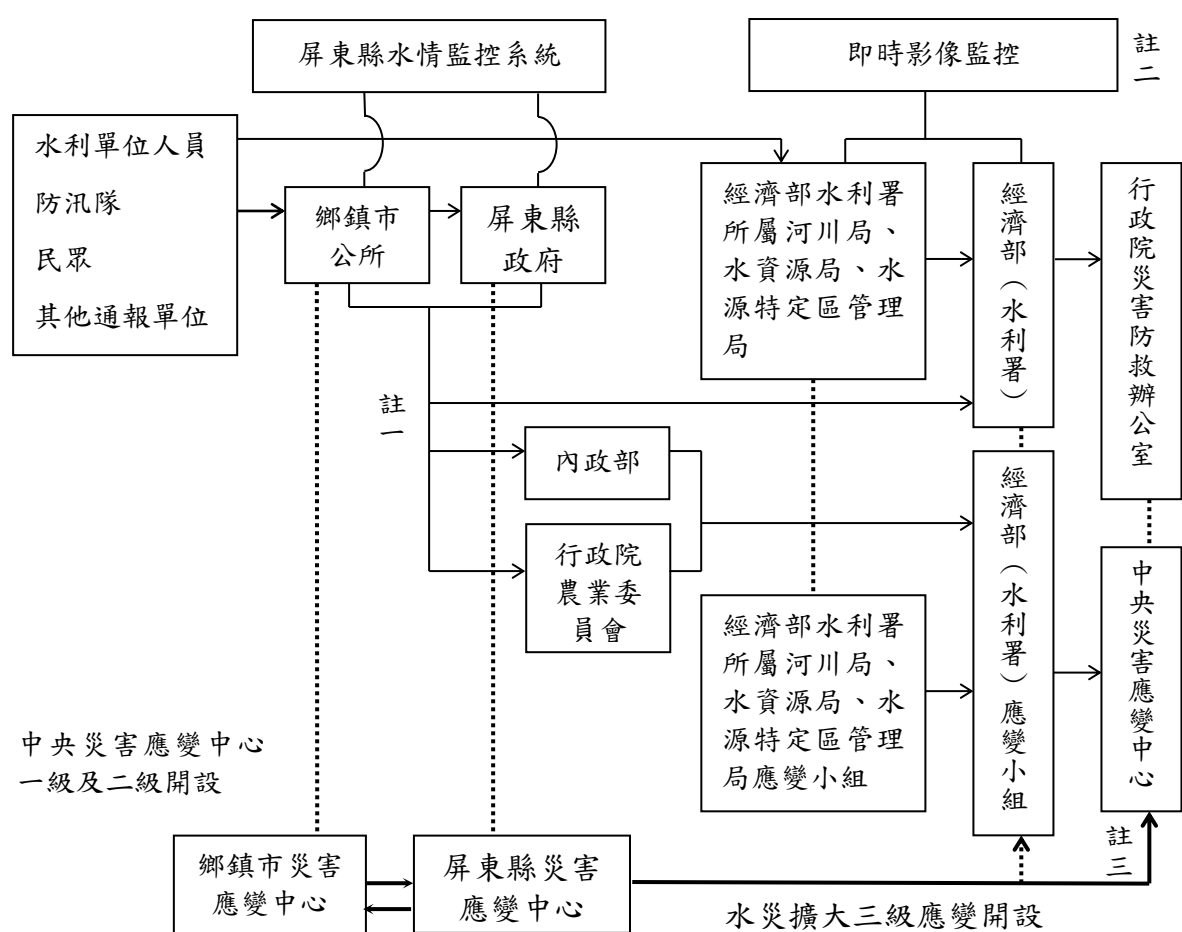 屏東縣水情監控系統
即時影像監控
註二
水利單位人員
防汛隊
民眾
其他通報單位
鄉鎮市
公所
屏東縣
政府
經濟部水利署
所屬河川局、
水資源局、水
源特定區管理
局
經濟部（水利署）
行政院災害防救辦公室
註一
內政部
行政院
農業委
員會
經濟部水利署
所屬河川局、
水資源局、水
源特定區管理
局應變小組
經濟部（水利署）應變小組
中央災害應變中心
中央災害應變中心
一級及二級開設
鄉鎮市災害
應變中心
屏東縣災害
應變中心
註三
水災擴大三級應變開設